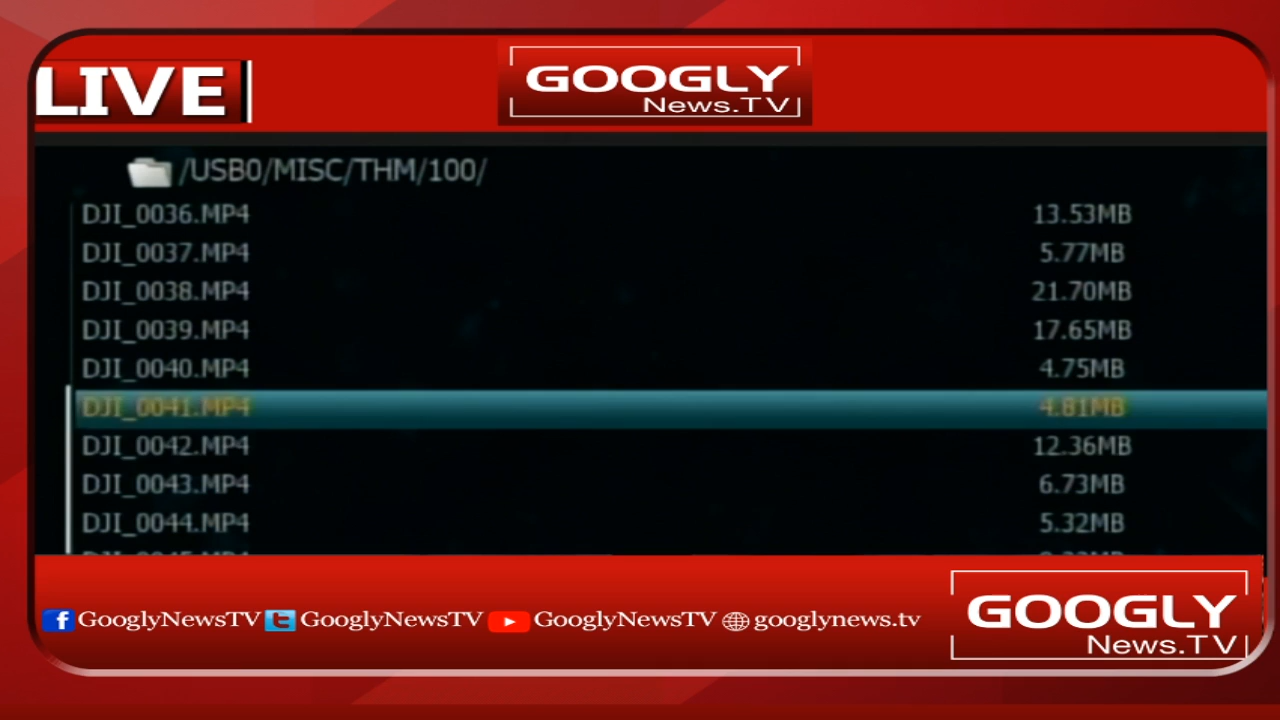 LIVE
GOOGLY
News.TV
/USB0/MISC/THM/100/
DJI_0036.MP4 13.53MB
DJI_0037.MP4 5.77MB
DJI_0038.MP4 21.70MB
DJI_0039.MP4 17.65MB
DJI_0040.MP4 4.75MB
DJI_0041.MP4 4.81MB
DJI_0042.MP4 12.36MB
DJI_0043.MP4 6.73MB
DJI_0044.MP4 5.32MB
GooglyNewsTV GooglyNewsTV GooglyNewsTV googlynews.tv
GOOGLY
News.TV